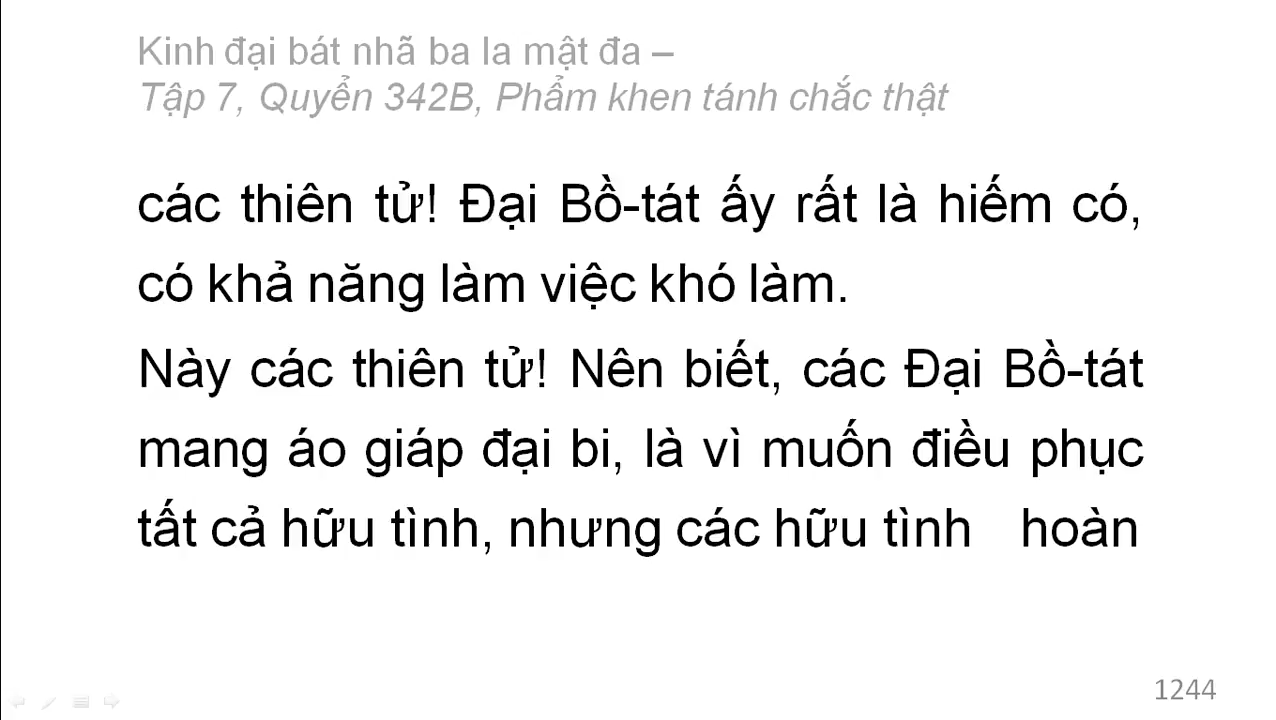 Kinh đại bát nhã ba la mật đa –
Tập 7, Quyển 342B, Phẩm khen tánh chắc thật
các thiên tử! Đại Bồ-tát ấy rất là hiếm có,
có khả năng làm việc khó làm.
Này các thiên tử! Nên biết, các Đại Bồ-tát
mang áo giáp đại bi, là vì muốn điều phục
tất cả hữu tình, nhưng các hữu tình hoàn
1244